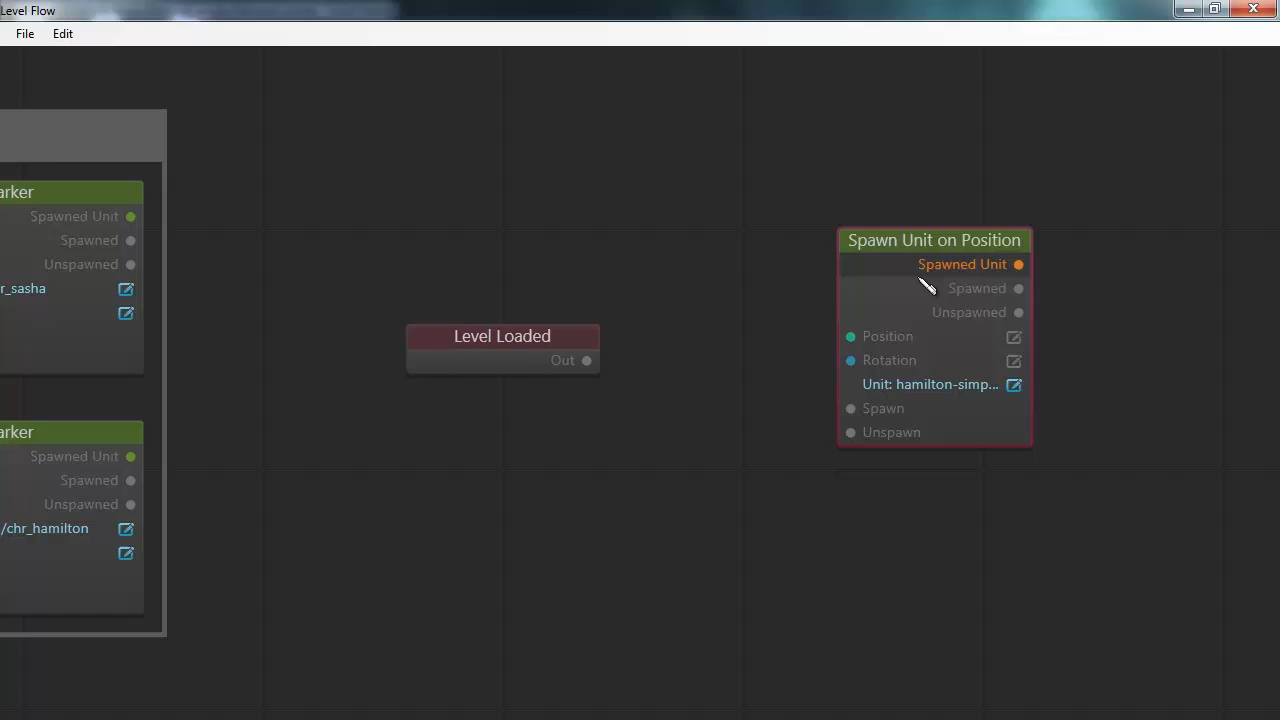 Level Flow
File Edit
arker
Spawned Unit
Spawned
Unspawned
r_sasha
arker
Spawned Unit
Spawned
Unspawned
/chr_hamilton
Level Loaded
Out
Spawn Unit on Position
Spawned Unit
Spawned
Unspawned
Position
Rotation
Unit: hamilton-simp...
Spawn
Unspawn